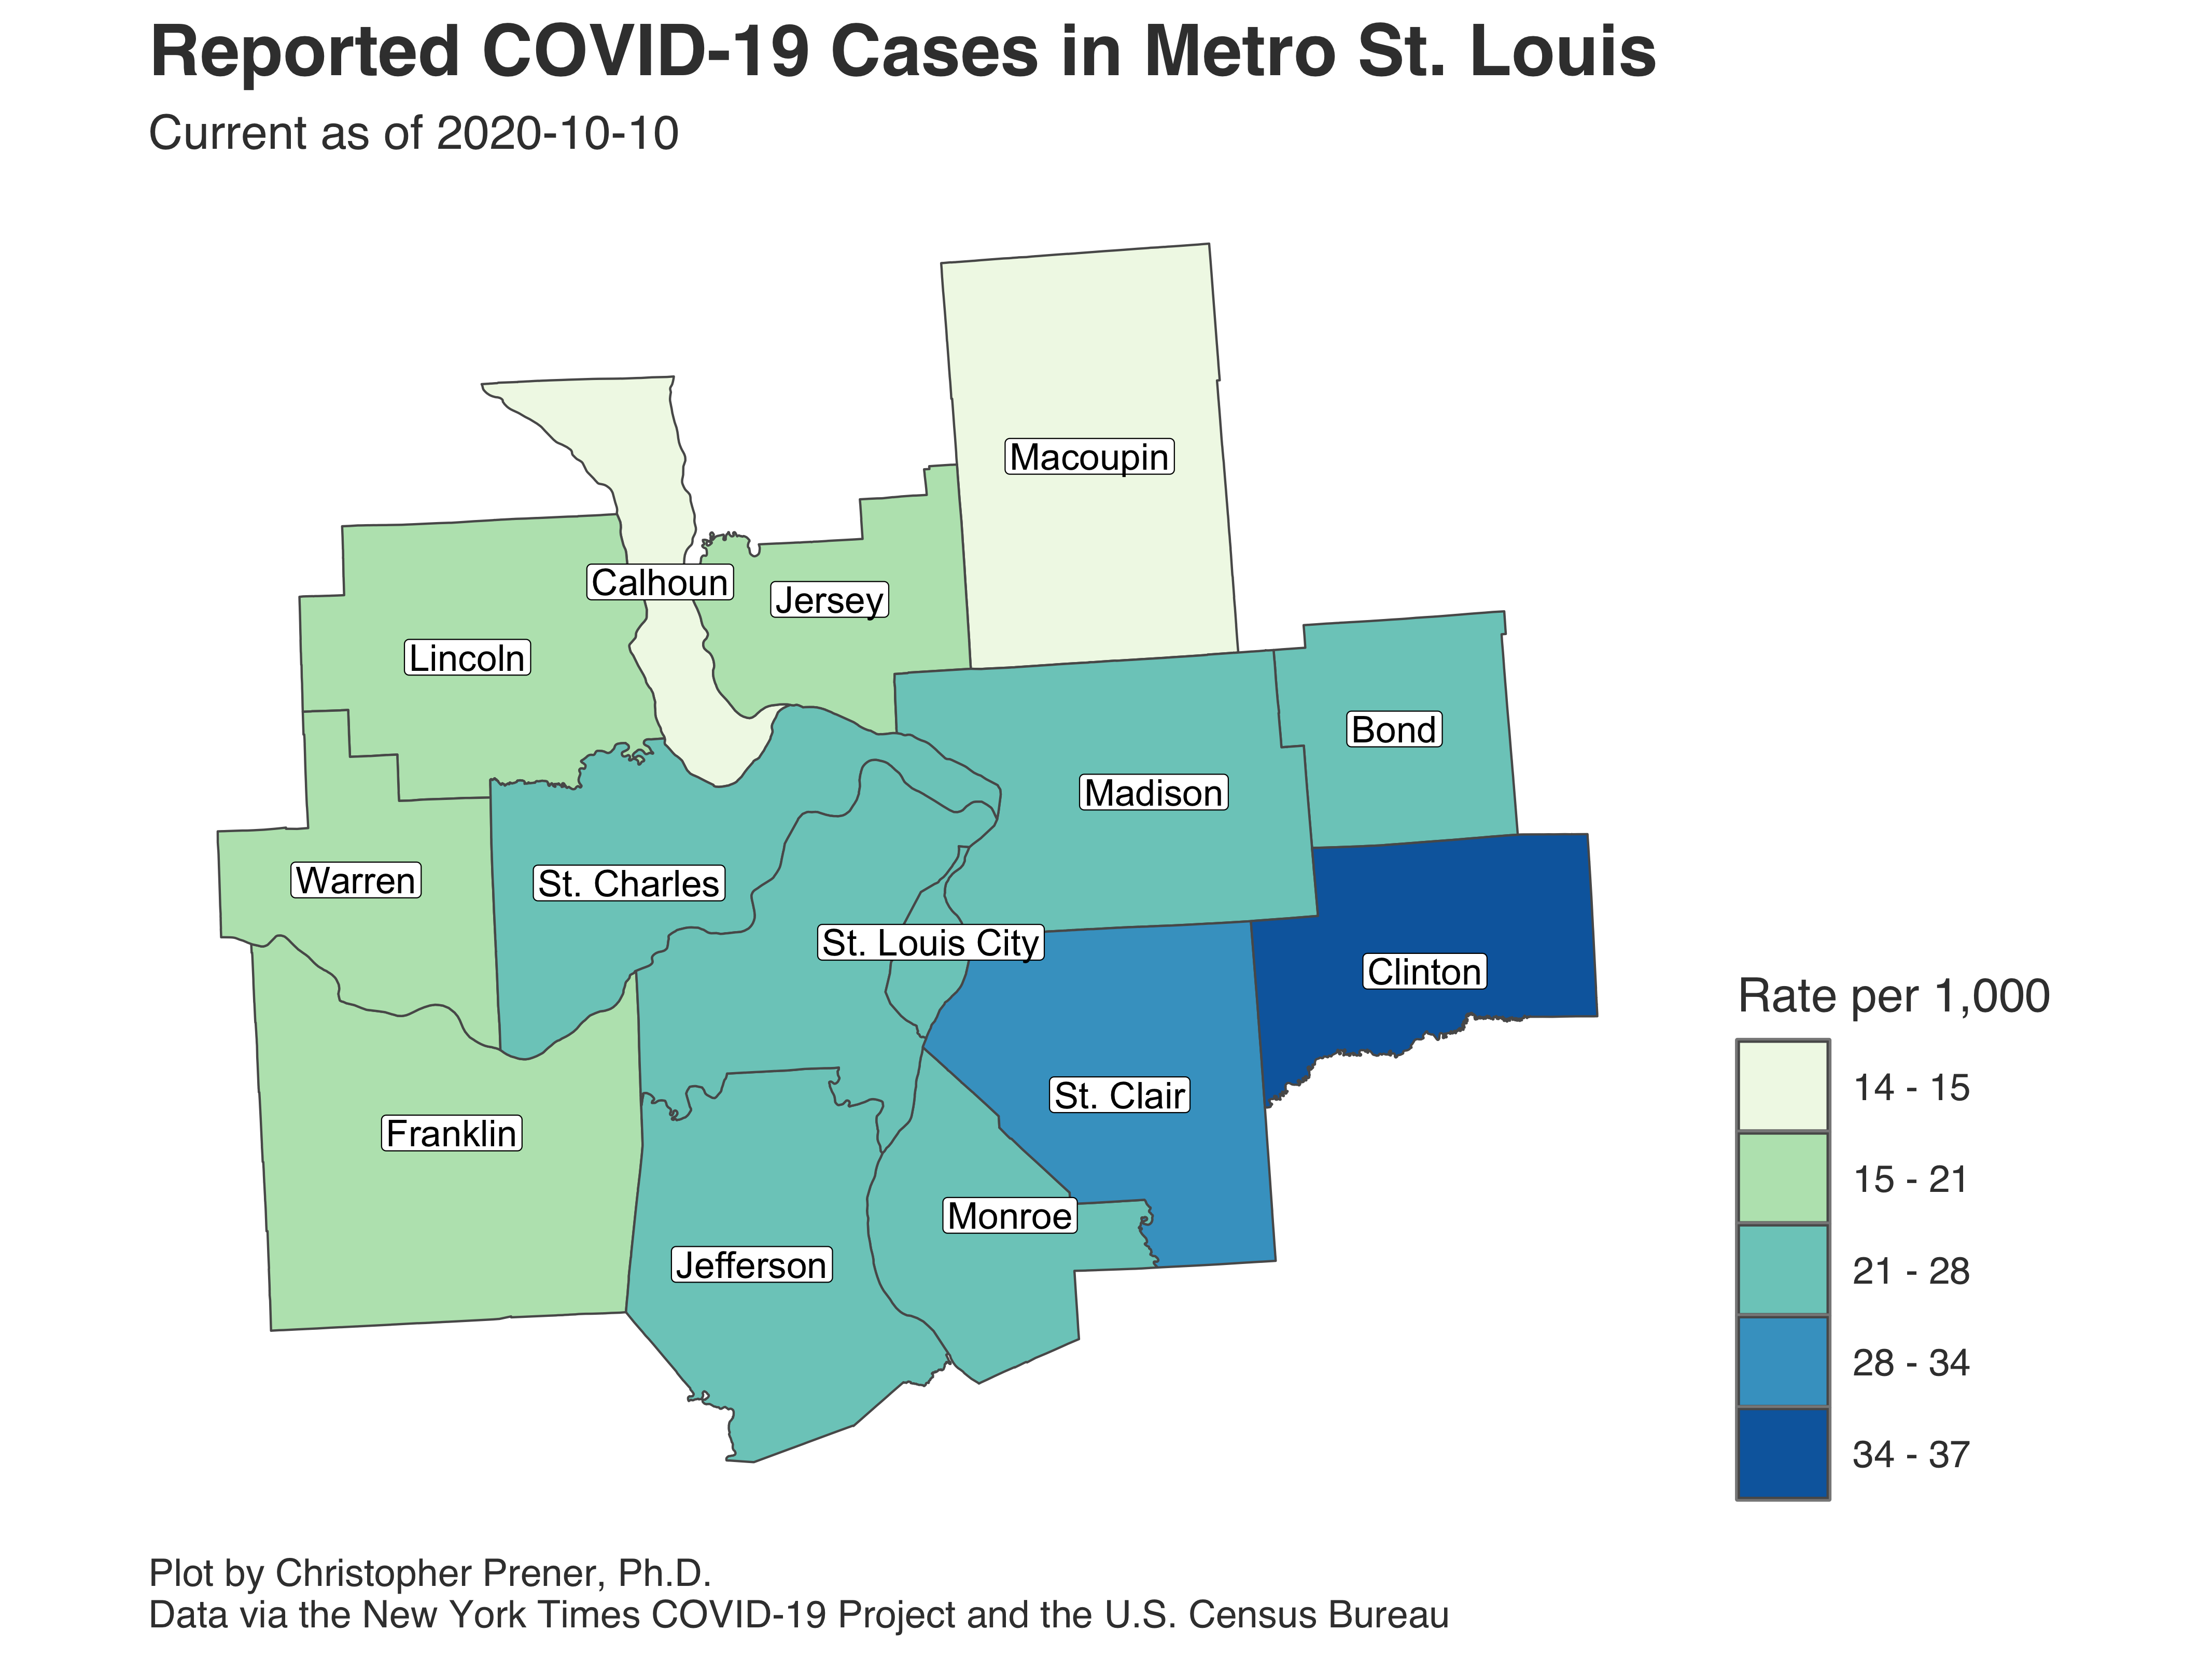 Reported COVID-19 Cases in Metro St. Louis
Current as of 2020-10-10
Macoupin
Calhoun
Jersey
Lincoln
Bond
Madison
Warren
St. Charles
St. Louis City
Clinton
St. Clair
Franklin
Monroe
Jefferson
Rate per 1,000
14 - 15
15 - 21
21 - 28
28 - 34
34 - 37
Plot by Christopher Prener, Ph.D.
Data via the New York Times COVID-19 Project and the U.S. Census Bureau